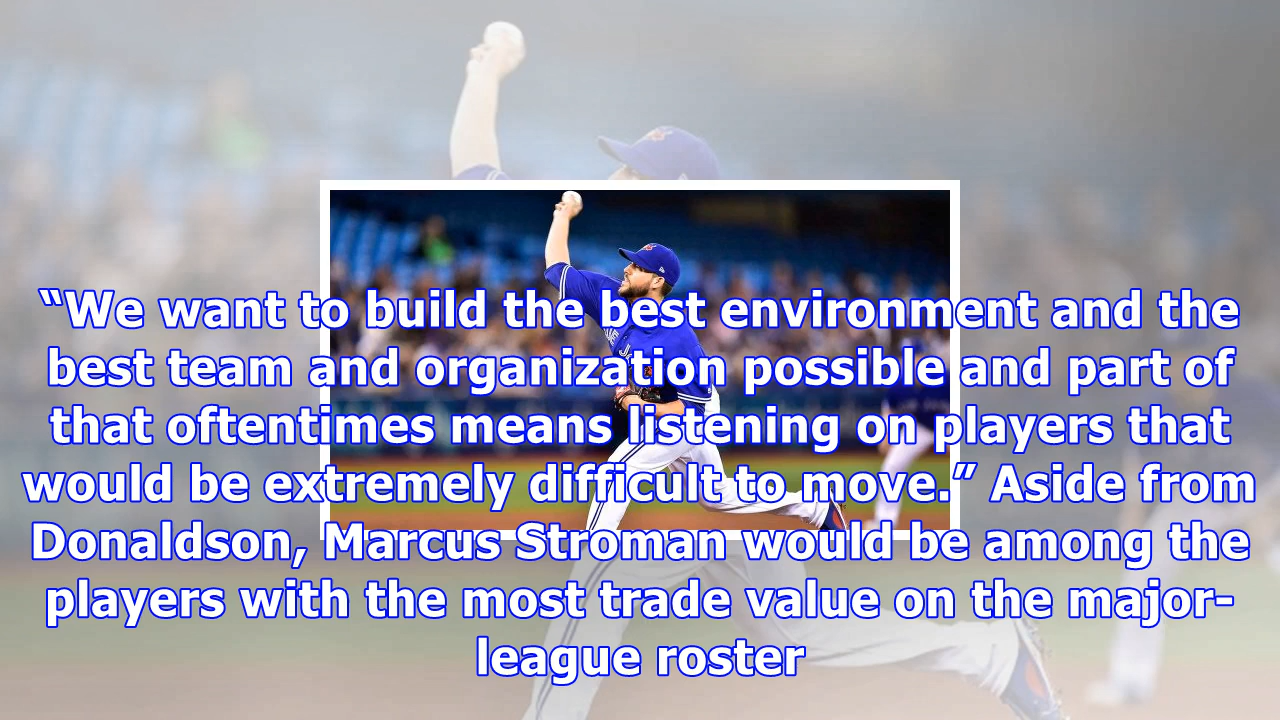 “We want to build the best environment and the
best team and organization possible and part of
that oftentimes means listening on players that
would be extremely difficult to move.” Aside from
Donaldson, Marcus Stroman would be among the
players with the most trade value on the major-
league roster